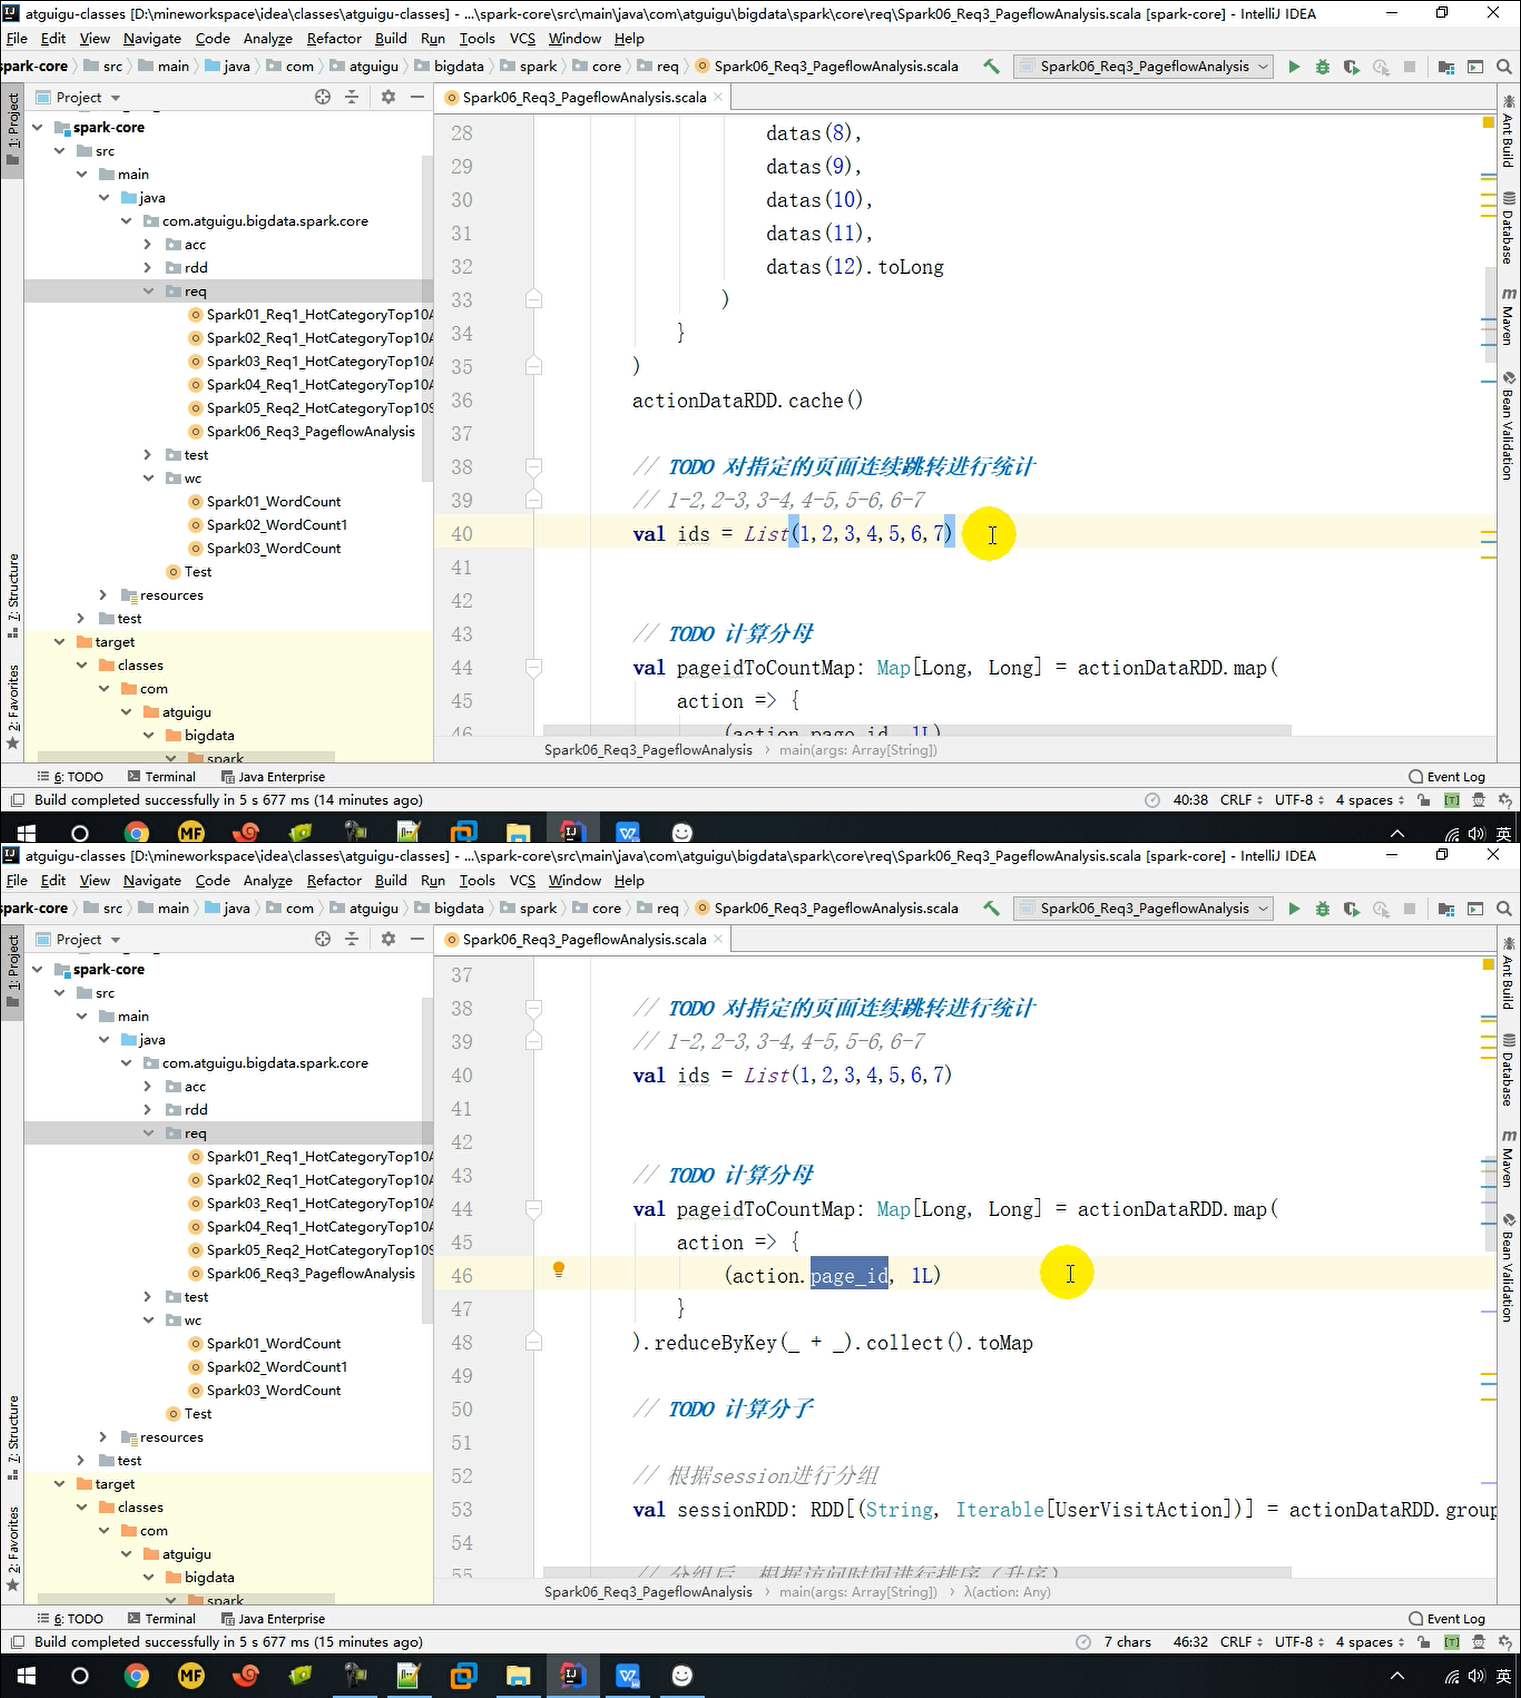 atguigu-classes [D:\mineworkspace\idea\classes\atguigu-classes] - ...\spark-core\src\main\java\com\atguigu\bigdata\spark\core\req\Spark06_Req3_PageflowAnalysis.scala [spark-core] - IntelliJ IDEA
File Edit View Navigate Code Analyze Refactor Build Run Tools VCS Window Help
spark-core src main java com atguigu bigdata spark core req Spark06_Req3_PageflowAnalysis.scala Spark06_Req3_PageflowAnalysis
Project
Spark06_Req3_PageflowAnalysis.scala
1: Project
7: Structure
2: Favorites
spark-core
src
main
java
com.atguigu.bigdata.spark.core
acc
rdd
req
Spark01_Req1_HotCategoryTop10A
Spark02_Req1_HotCategoryTop10A
Spark03_Req1_HotCategoryTop10A
Spark04_Req1_HotCategoryTop10A
Spark05_Req2_HotCategoryTop10S
Spark06_Req3_PageflowAnalysis
test
wc
Spark01_WordCount
Spark02_WordCount1
Spark03_WordCount
Test
resources
test
target
classes
com
atguigu
bigdata
spark
28 datas(8),
29 datas(9),
30 datas(10),
31 datas(11),
32 datas(12).toLong
33 )
34 }
35 )
36 actionDataRDD.cache()
37
38 // TODO 对指定的页面连续跳转进行统计
39 // 1-2,2-3,3-4,4-5,5-6,6-7
40 val ids = List(1,2,3,4,5,6,7)
41
42
43 // TODO 计算分母
44 val pageidToCountMap: Map[Long, Long] = actionDataRDD.map(
45 action => {
46 (action.page_id, 1L)
Spark06_Req3_PageflowAnalysis main(args: Array[String])
Ant Build
Database
Maven
Bean Validation
6: TODO Terminal Java Enterprise Event Log
Build completed successfully in 5 s 677 ms (14 minutes ago) 40:38 CRLF UTF-8 4 spaces
英
atguigu-classes [D:\mineworkspace\idea\classes\atguigu-classes] - ...\spark-core\src\main\java\com\atguigu\bigdata\spark\core\req\Spark06_Req3_PageflowAnalysis.scala [spark-core] - IntelliJ IDEA
File Edit View Navigate Code Analyze Refactor Build Run Tools VCS Window Help
spark-core src main java com atguigu bigdata spark core req Spark06_Req3_PageflowAnalysis.scala Spark06_Req3_PageflowAnalysis
Project
Spark06_Req3_PageflowAnalysis.scala
1: Project
7: Structure
2: Favorites
spark-core
src
main
java
com.atguigu.bigdata.spark.core
acc
rdd
req
Spark01_Req1_HotCategoryTop10A
Spark02_Req1_HotCategoryTop10A
Spark03_Req1_HotCategoryTop10A
Spark04_Req1_HotCategoryTop10A
Spark05_Req2_HotCategoryTop10S
Spark06_Req3_PageflowAnalysis
test
wc
Spark01_WordCount
Spark02_WordCount1
Spark03_WordCount
Test
resources
test
target
classes
com
atguigu
bigdata
spark
37
38 // TODO 对指定的页面连续跳转进行统计
39 // 1-2,2-3,3-4,4-5,5-6,6-7
40 val ids = List(1,2,3,4,5,6,7)
41
42
43 // TODO 计算分母
44 val pageidToCountMap: Map[Long, Long] = actionDataRDD.map(
45 action => {
46 (action.page_id, 1L)
47 }
48 ).reduceByKey(_ + _).collect().toMap
49
50 // TODO 计算分子
51
52 // 根据session进行分组
53 val sessionRDD: RDD[(String, Iterable[UserVisitAction])] = actionDataRDD.group
54
55 // 分组后，根据访问时间进行排序（升序）
Spark06_Req3_PageflowAnalysis main(args: Array[String]) λ(action: Any)
Ant Build
Database
Maven
Bean Validation
6: TODO Terminal Java Enterprise Event Log
Build completed successfully in 5 s 677 ms (15 minutes ago) 7 chars 46:32 CRLF UTF-8 4 spaces
英